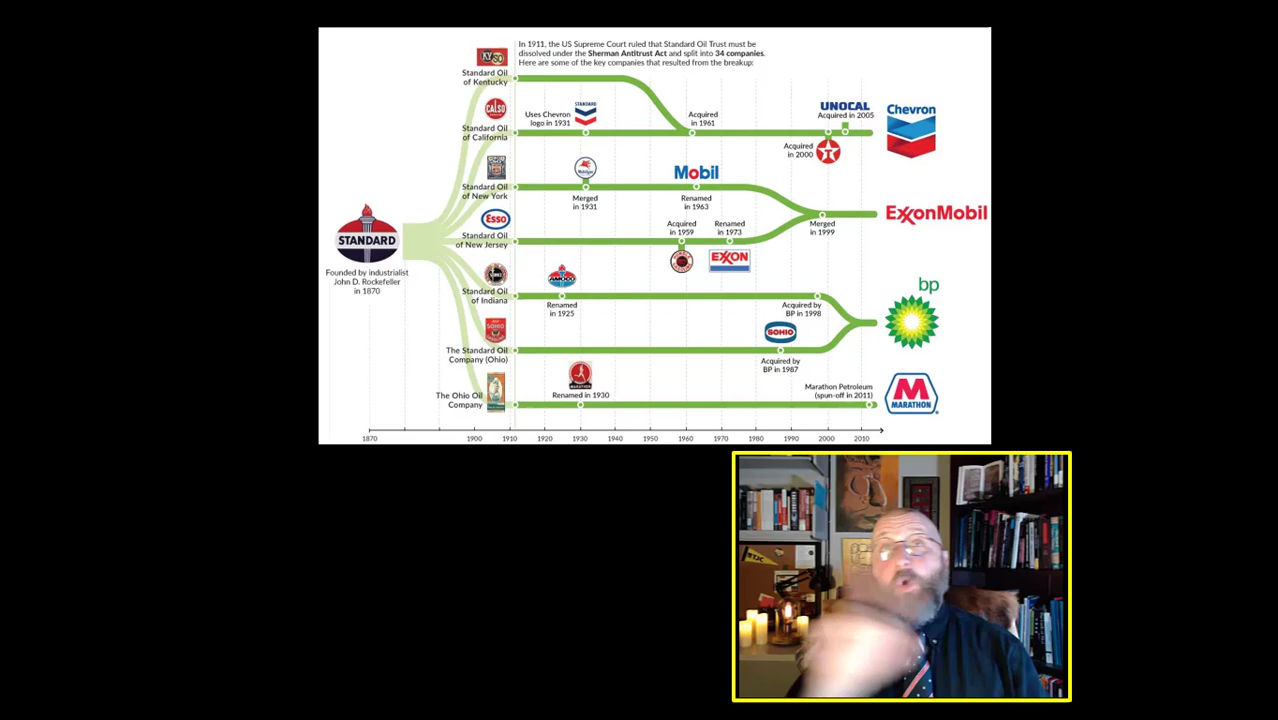 In 1911, the US Supreme Court ruled that Standard Oil Trust must be
dissolved under the Sherman Antitrust Act and split into 34 companies.
Here are some of the key companies that resulted from the breakup:
Standard Oil
of Kentucky
CALSO
Standard Oil
of California
Uses Chevron
logo in 1931
STANDARD
Acquired
in 1961
UNOCAL
Acquired in 2005
Acquired
in 2000
T
Chevron
Standard Oil
of New York
Merged
in 1931
Mobil
Renamed
in 1963
Esso
Standard Oil
of New Jersey
Acquired
in 1959
Renamed
in 1973
EXXON
Merged
in 1999
ExxonMobil
STANDARD
Founded by industrialist
John D. Rockefeller
in 1870
Standard Oil
of Indiana
AMOCO
Renamed
in 1925
Acquired by
BP in 1998
bp
SOHIO
The Standard Oil
Company (Ohio)
SOHIO
Acquired by
BP in 1987
The Ohio Oil
Company
MARATHON
Renamed in 1930
Marathon Petroleum
(spun-off in 2011)
M
MARATHON
1870
1900
1910
1920
1930
1940
1950
1960
1970
1980
1990
2000
2010